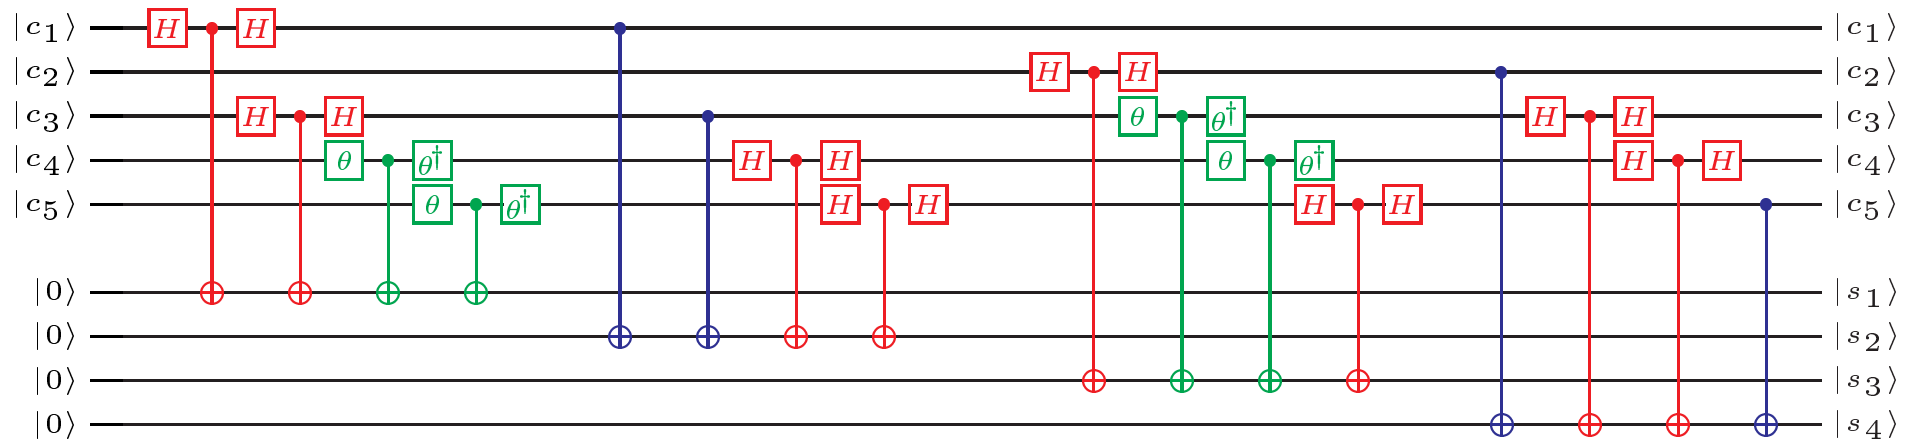 |c1⟩ H H |c1⟩
|c2⟩ H H |c2⟩
|c3⟩ H H θ θ† H H |c3⟩
|c4⟩ θ θ† H H θ θ† H H |c4⟩
|c5⟩ θ θ† H H H H |c5⟩
|0⟩ |s1⟩
|0⟩ |s2⟩
|0⟩ |s3⟩
|0⟩ |s4⟩